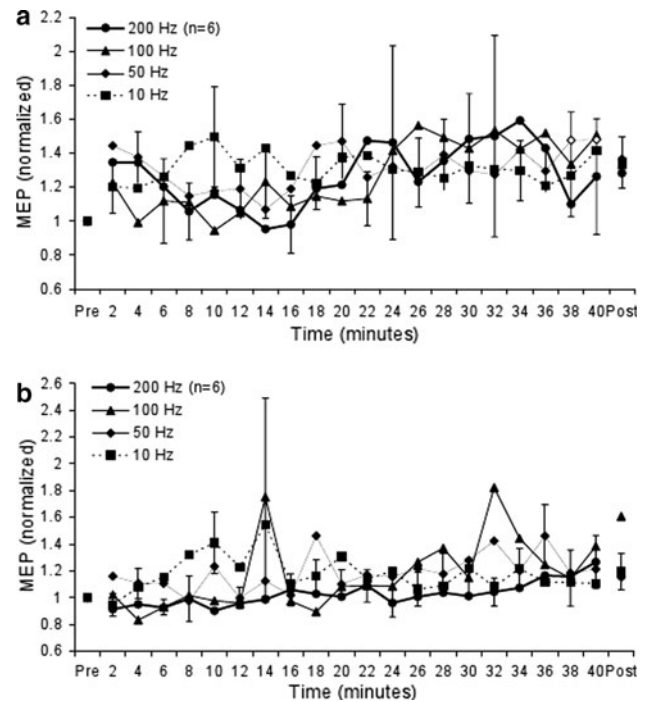 a
2.2
2
1.8
1.6
1.4
1.2
1
0.8
0.6
MEP (normalized)
200 Hz (n=6)
100 Hz
50 Hz
10 Hz
Pre 2 4 6 8 10 12 14 16 18 20 22 24 26 28 30 32 34 36 38 40 Post
Time (minutes)
b
2.6
2.4
2.2
2
1.8
1.6
1.4
1.2
1
0.8
0.6
MEP (normalized)
200 Hz (n=6)
100 Hz
50 Hz
10 Hz
Pre 2 4 6 8 10 12 14 16 18 20 22 24 26 28 30 32 34 36 38 40 Post
Time (minutes)